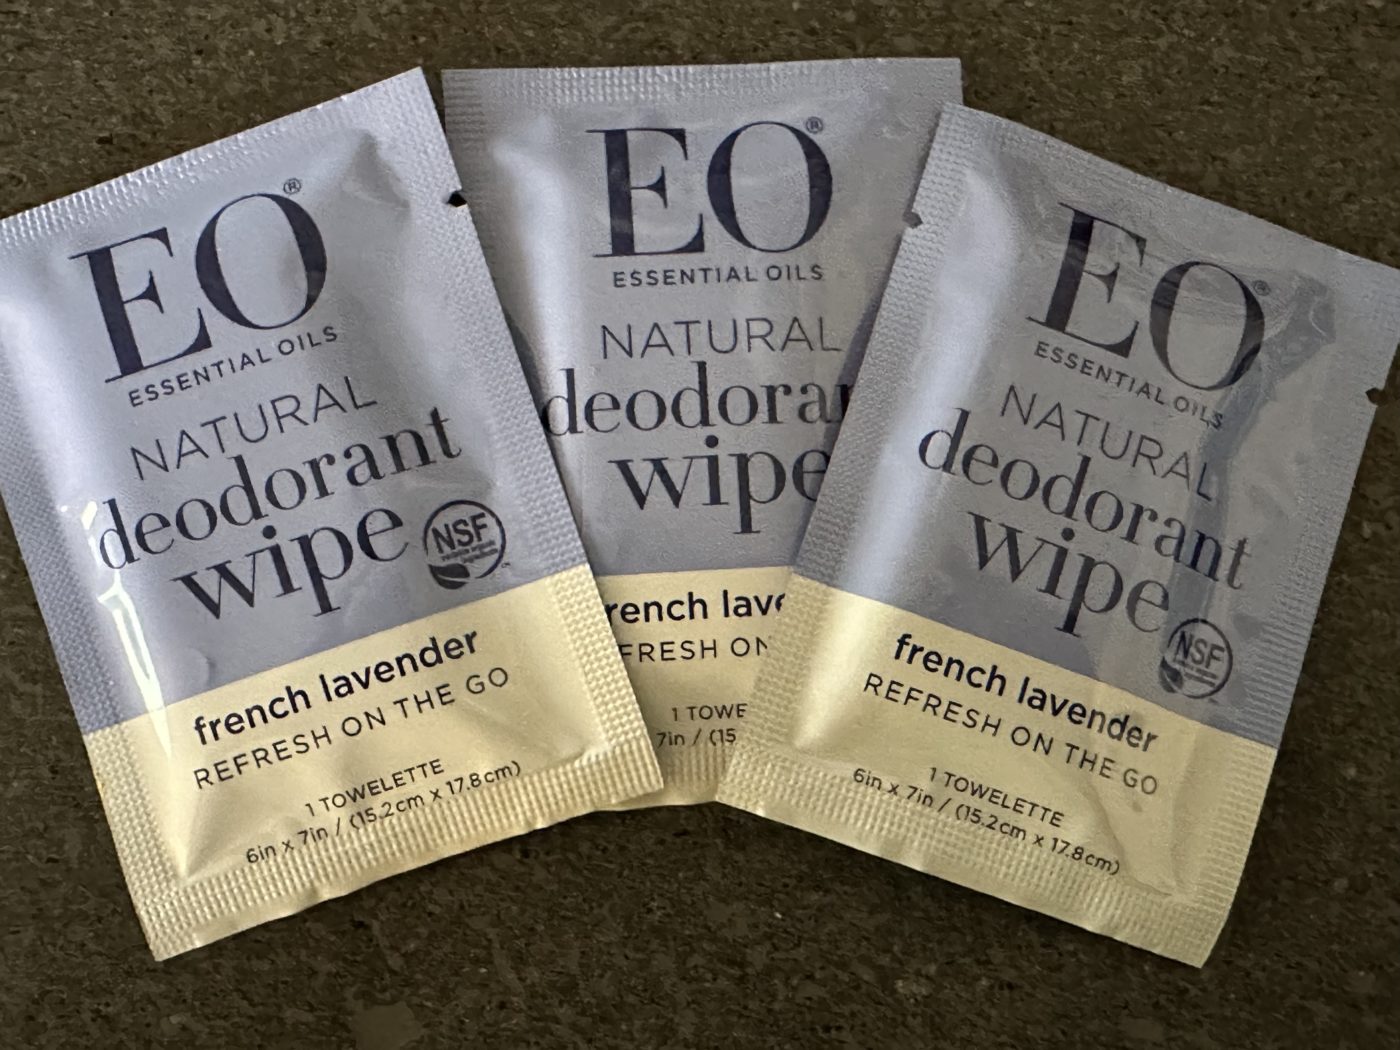 EO®
ESSENTIAL OILS
NATURAL
deodorant
wipe
NSF
french lavender
REFRESH ON THE GO
1 TOWELETTE
6in x 7in / (15.2cm x 17.8cm)
EO®
ESSENTIAL OILS
NATURAL
deodoran
wipe
rench lave
FRESH ON
1 TOWE
7in / (15
EO®
ESSENTIAL OILS
NATURAL
deodorant
wipe
NSF
french lavender
REFRESH ON THE GO
1 TOWELETTE
6in x 7in / (15.2cm x 17.8cm)